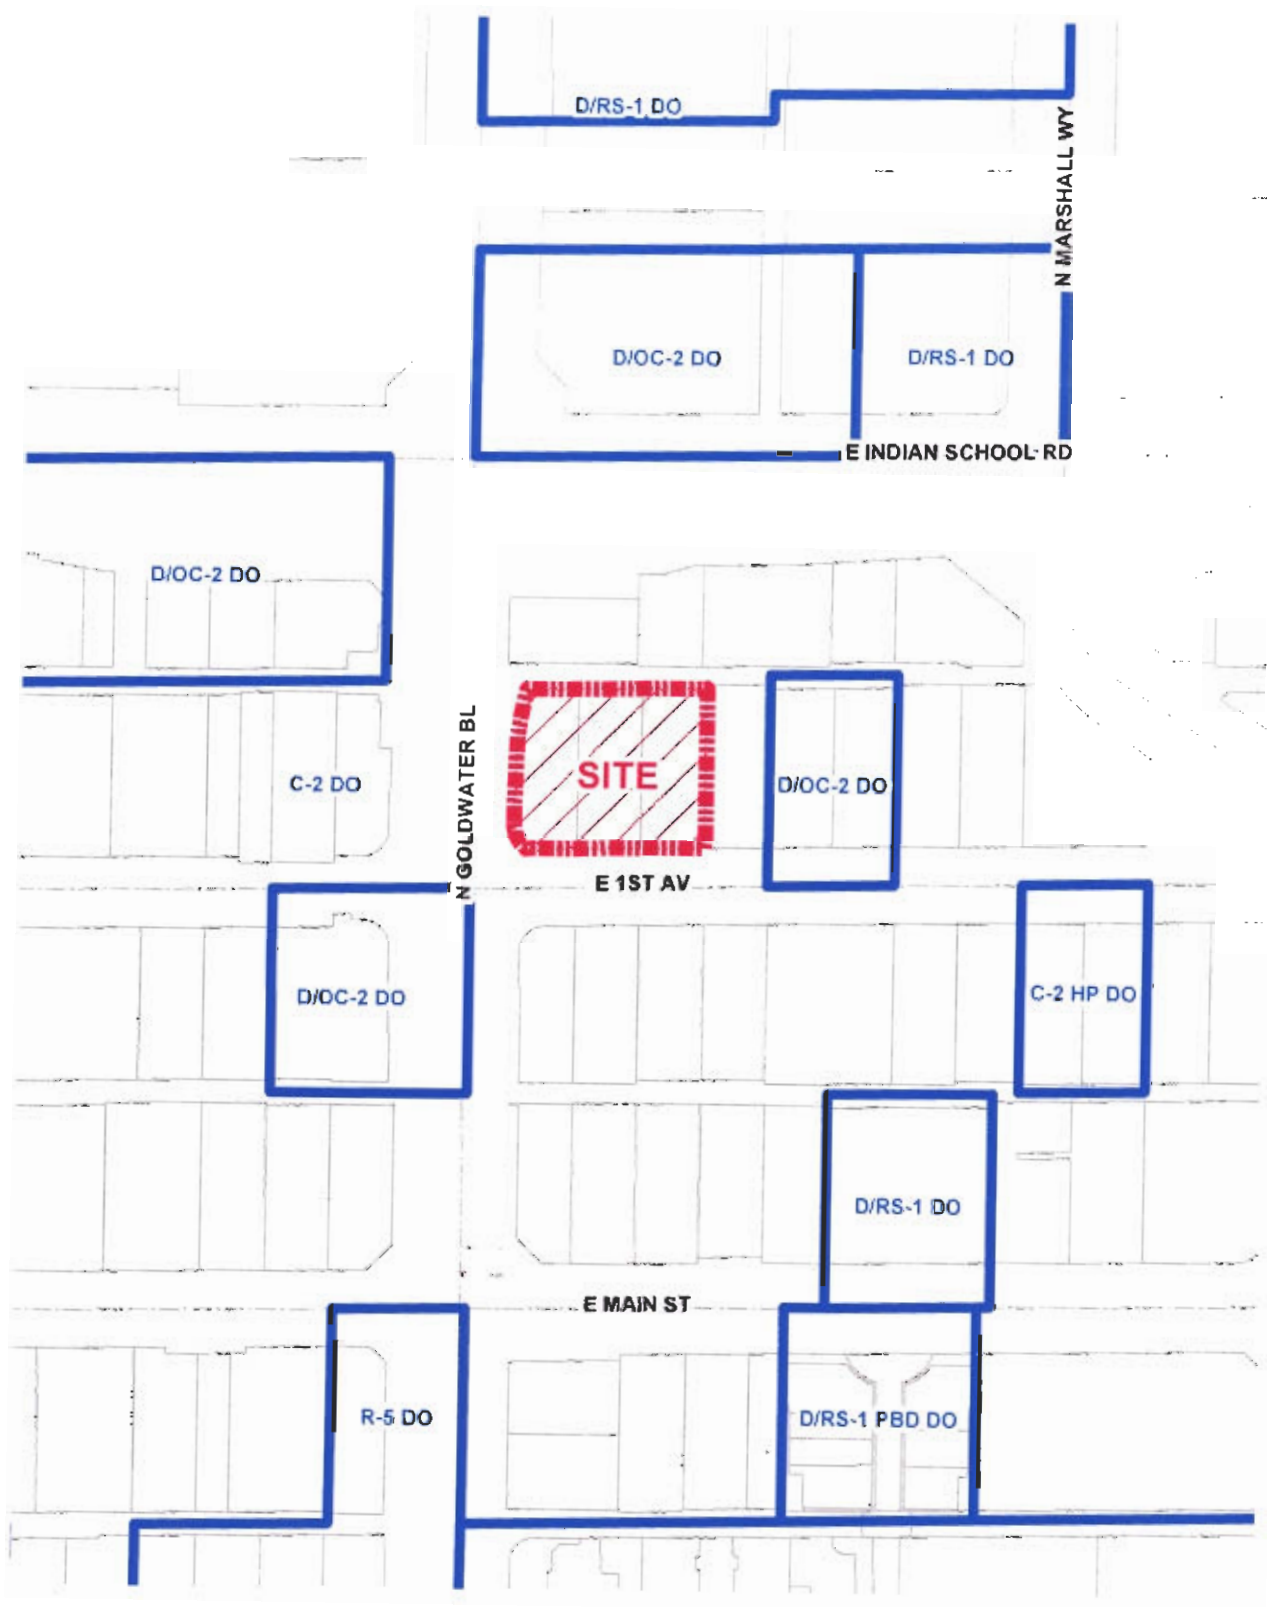 D/RS-1 DO
N MARSHALL WY
D/OC-2 DO
D/RS-1 DO
E INDIAN SCHOOL RD
D/OC-2 DO
C-2 DO
N GOLDWATER BL
SITE
D/OC-2 DO
E 1ST AV
D/OC-2 DO
C-2 HP DO
D/RS-1 DO
E MAIN ST
R-5 DO
D/RS-1 PBD DO